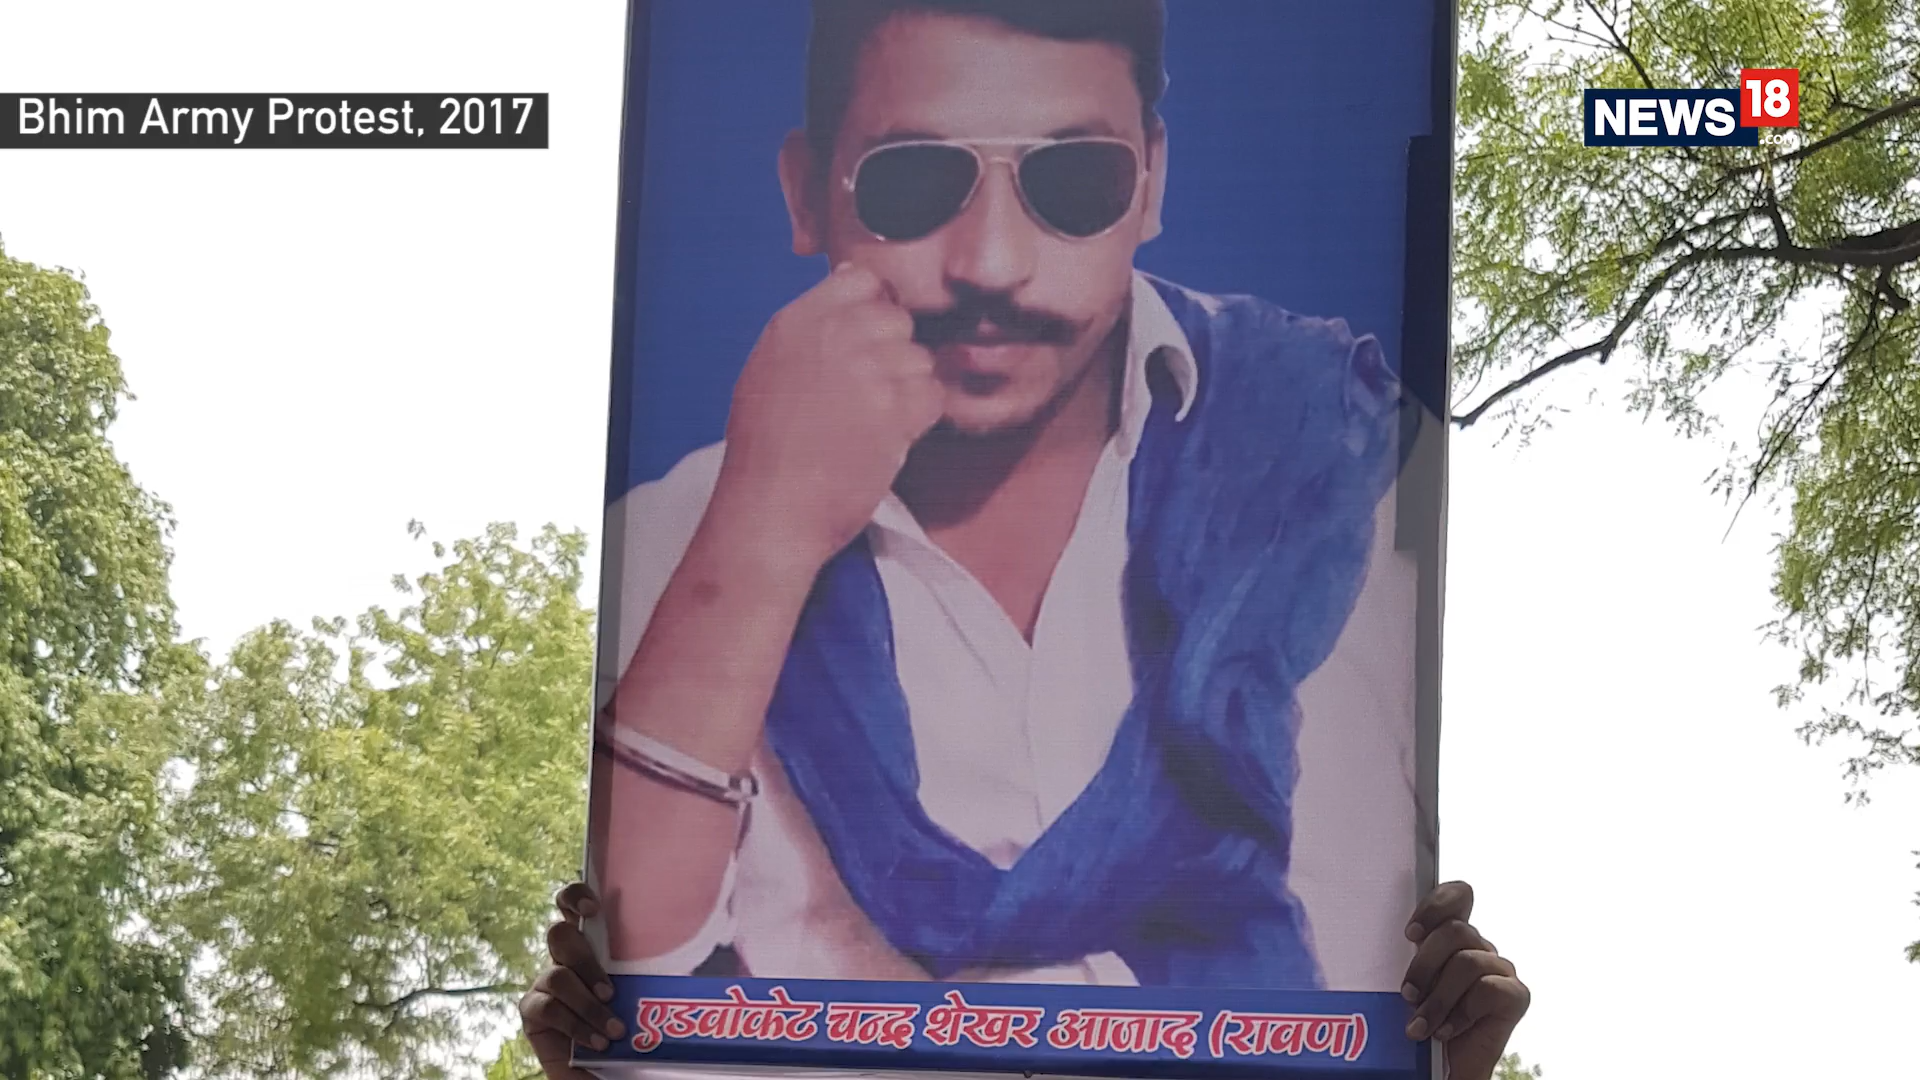 Bhim Army Protest, 2017
NEWS18
.com
एडवोकेट चन्द्र शेखर आजाद (रावण)